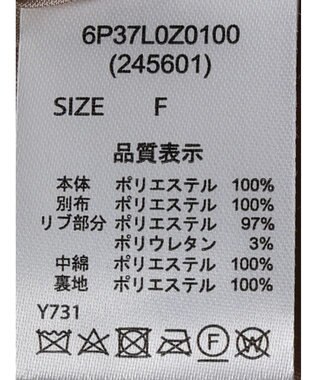 6P37L0Z0100
(245601)
SIZE F
品質表示
本体 ポリエステル 100%
別布 ポリエステル 100%
リブ部分 ポリエステル 97%
ポリウレタン 3%
中綿 ポリエステル 100%
裏地 ポリエステル 100%
Y731
F W